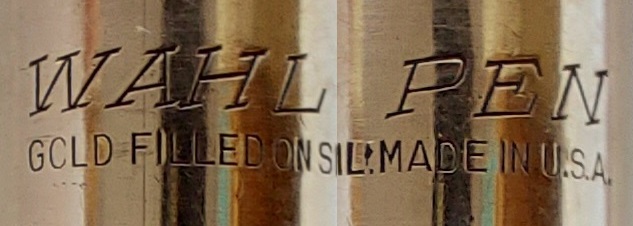 WAHL PEN
GOLD FILLED ON SIL. MADE IN U.S.A.